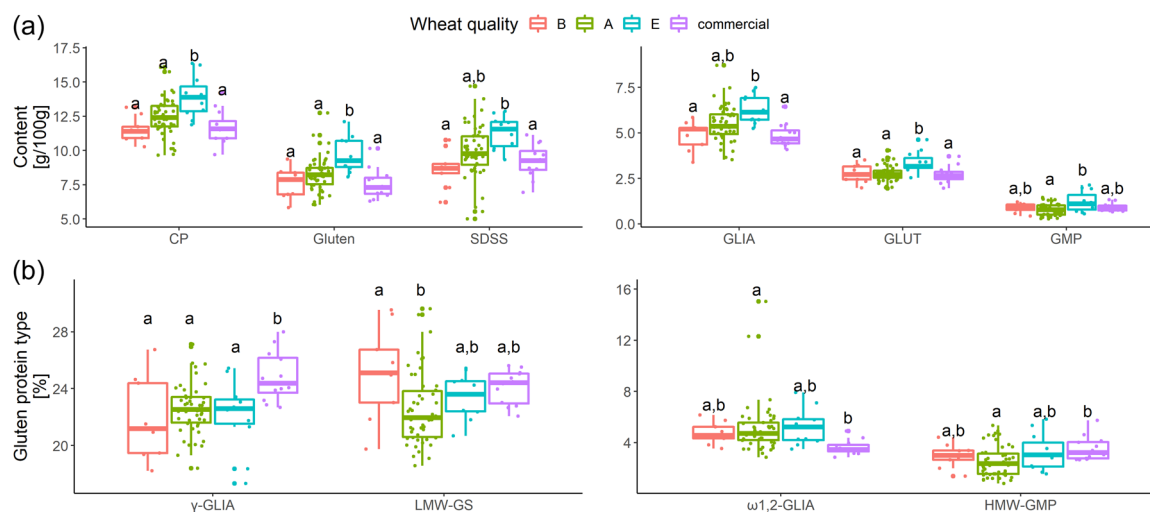 (a)
Wheat quality B A E commercial
Content
[g/100g]
17.5
15.0
12.5
10.0
7.5
5.0
a a b a
a b a
a,b b a
a
CP Gluten SDSS
7.5
5.0
2.5
0.0
a a,b b a
a a b a
a,b a b a,b
GLIA GLUT GMP
(b)
Gluten protein type
[%]
28
24
20
a a a b
a b a,b a,b
γ-GLIA LMW-GS
16
12
8
4
a,b a a,b b
a,b a a,b b
ω1,2-GLIA HMW-GMP